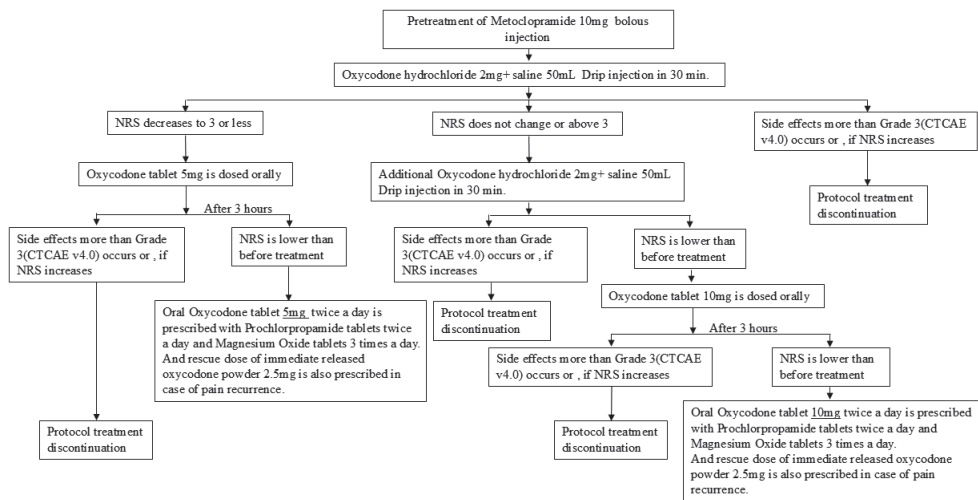 Pretreatment of Metoclopramide 10mg  bolous
injection
Oxycodone hydrochloride 2mg+ saline 50mL  Drip injection in 30 min.
NRS decreases to 3 or less
NRS does not change or above 3
Side effects more than Grade 3(CTCAE
v4.0) occurs or , if NRS increases
Oxycodone tablet 5mg is dosed orally
Additional Oxycodone hydrochloride 2mg+ saline 50mL
Drip injection in 30 min.
Protocol treatment
discontinuation
After 3 hours
Side effects more than Grade
3(CTCAE v4.0) occurs or , if
NRS increases
NRS is lower than
before treatment
Side effects more than Grade
3(CTCAE v4.0) occurs or , if
NRS increases
NRS is lower than
before treatment
Oral Oxycodone tablet 5mg  twice a day is
prescribed with Prochlorpropamide tablets twice
a day and Magnesium Oxide tablets 3 times a day.
And rescue dose of immediate released
oxycodone powder 2.5mg is also prescribed in
case of pain recurrence.
Protocol treatment
discontinuation
Oxycodone tablet 10mg is dosed orally
After 3 hours
Side effects more than Grade 3(CTCAE
v4.0) occurs or , if NRS increases
NRS is lower than
before treatment
Protocol treatment
discontinuation
Protocol treatment
discontinuation
Oral Oxycodone tablet 10mg twice a day is prescribed
with Prochlorpropamide tablets twice a day and
Magnesium Oxide tablets 3 times a day.
And rescue dose of immediate released oxycodone
powder 2.5mg is also prescribed in case of pain
recurrence.